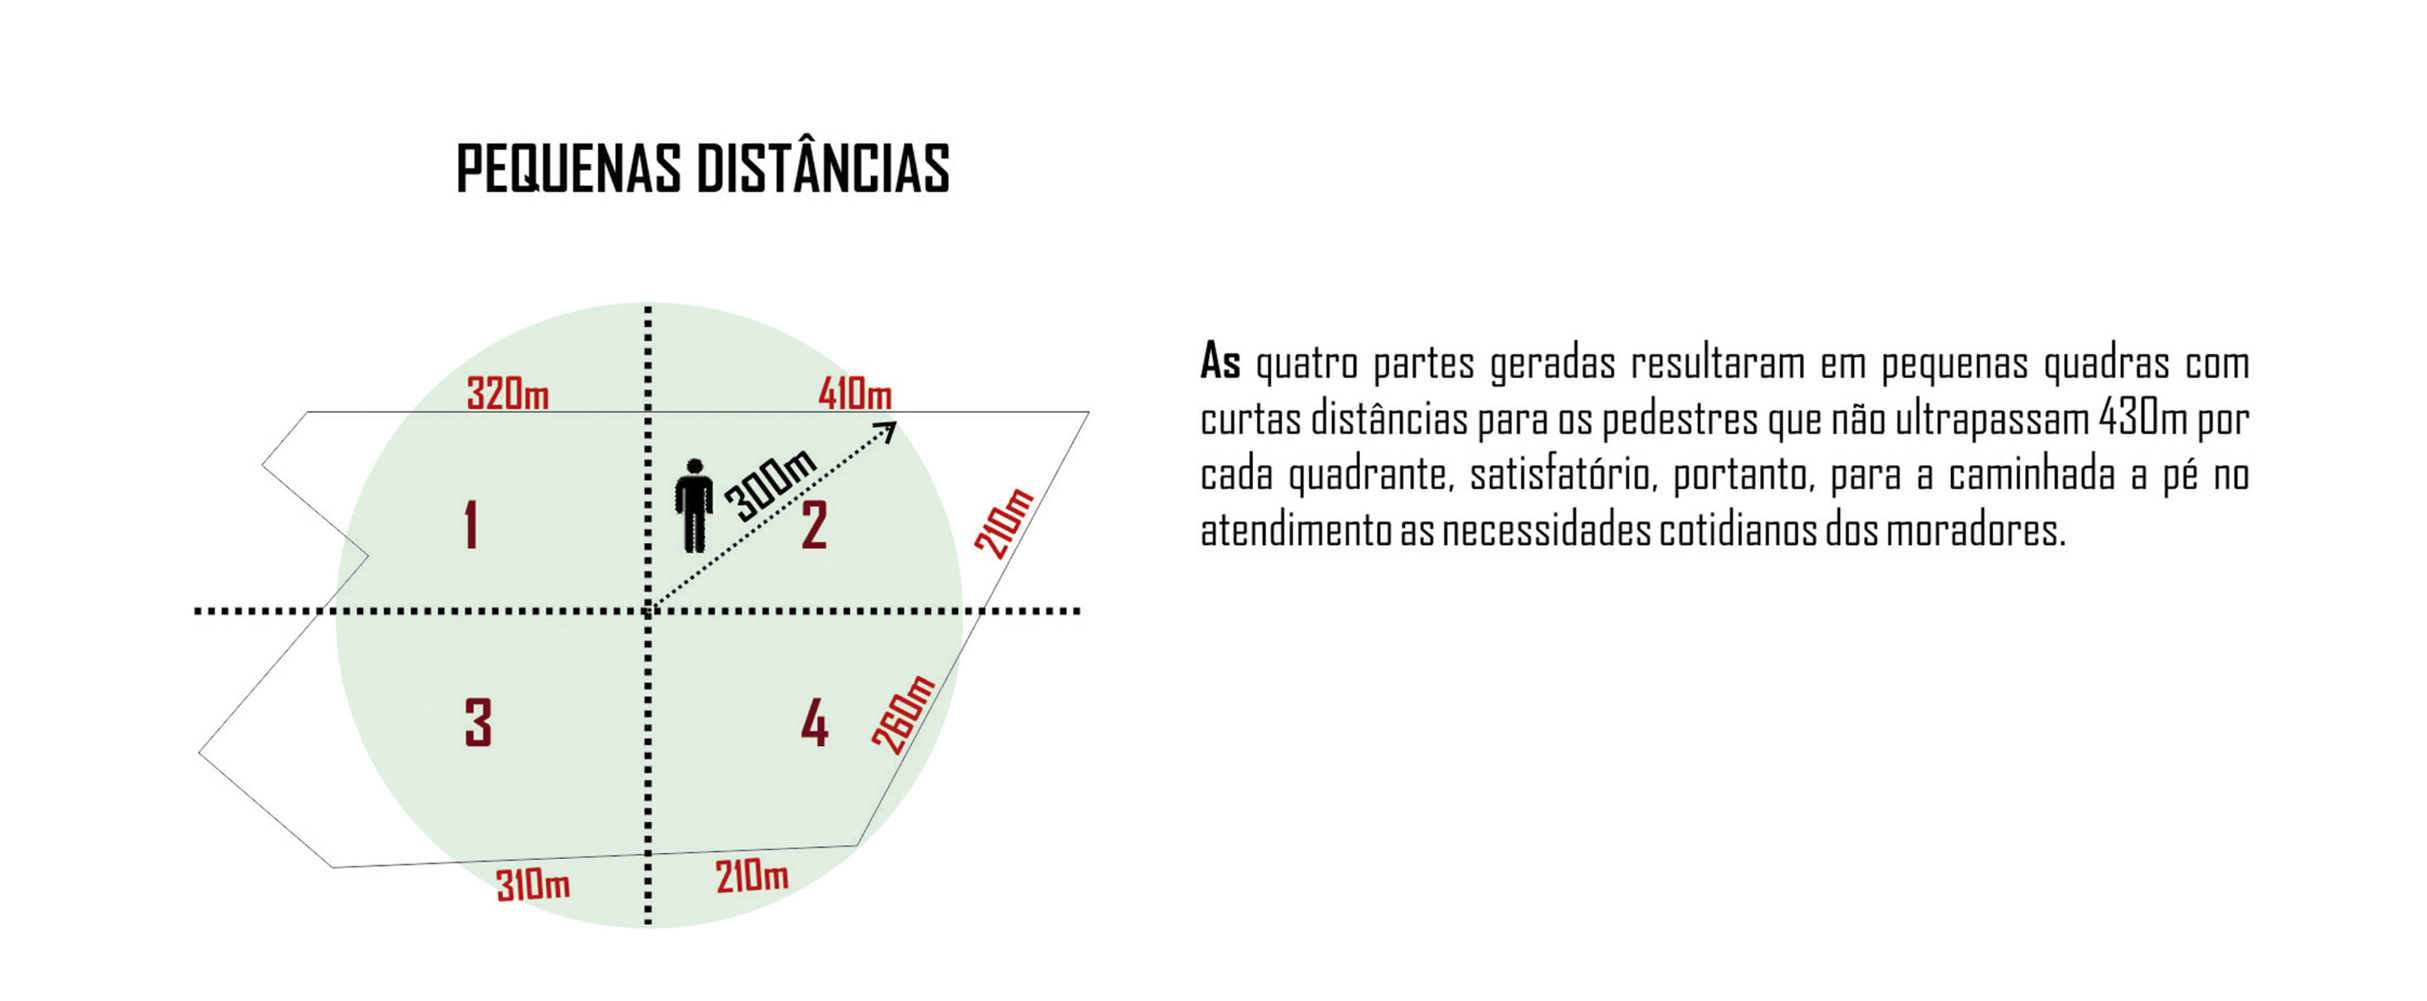 PEQUENAS DISTÂNCIAS
320m
410m
300m
210m
1
2
3
4
260m
310m
210m
As quatro partes geradas resultaram em pequenas quadras com
curtas distâncias para os pedestres que não ultrapassam 430m por
cada quadrante, satisfatório, portanto, para a caminhada a pé no
atendimento as necessidades cotidianos dos moradores.